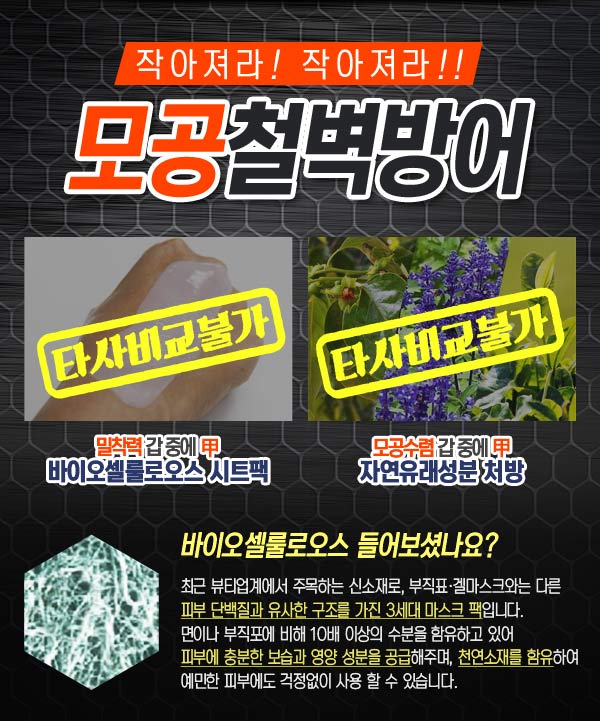 작아져라! 작아져라!!
모공철벽방어
타사비교불가
타사비교불가
밀착력 갑 중에 甲
바이오셀룰로오스 시트팩
모공수렴 갑 중에 甲
자연유래성분 처방
바이오셀룰로오스 들어보셨나요?
최근 뷰티업계에서 주목하는 신소재로, 부직포·겔마스크와는 다른
피부 단백질과 유사한 구조를 가진 3세대 마스크 팩입니다.
면이나 부직포에 비해 10배 이상의 수분을 함유하고 있어
피부에 충분한 보습과 영양 성분을 공급해주며, 천연소재를 함유하여
예민한 피부에도 걱정없이 사용 할 수 있습니다.